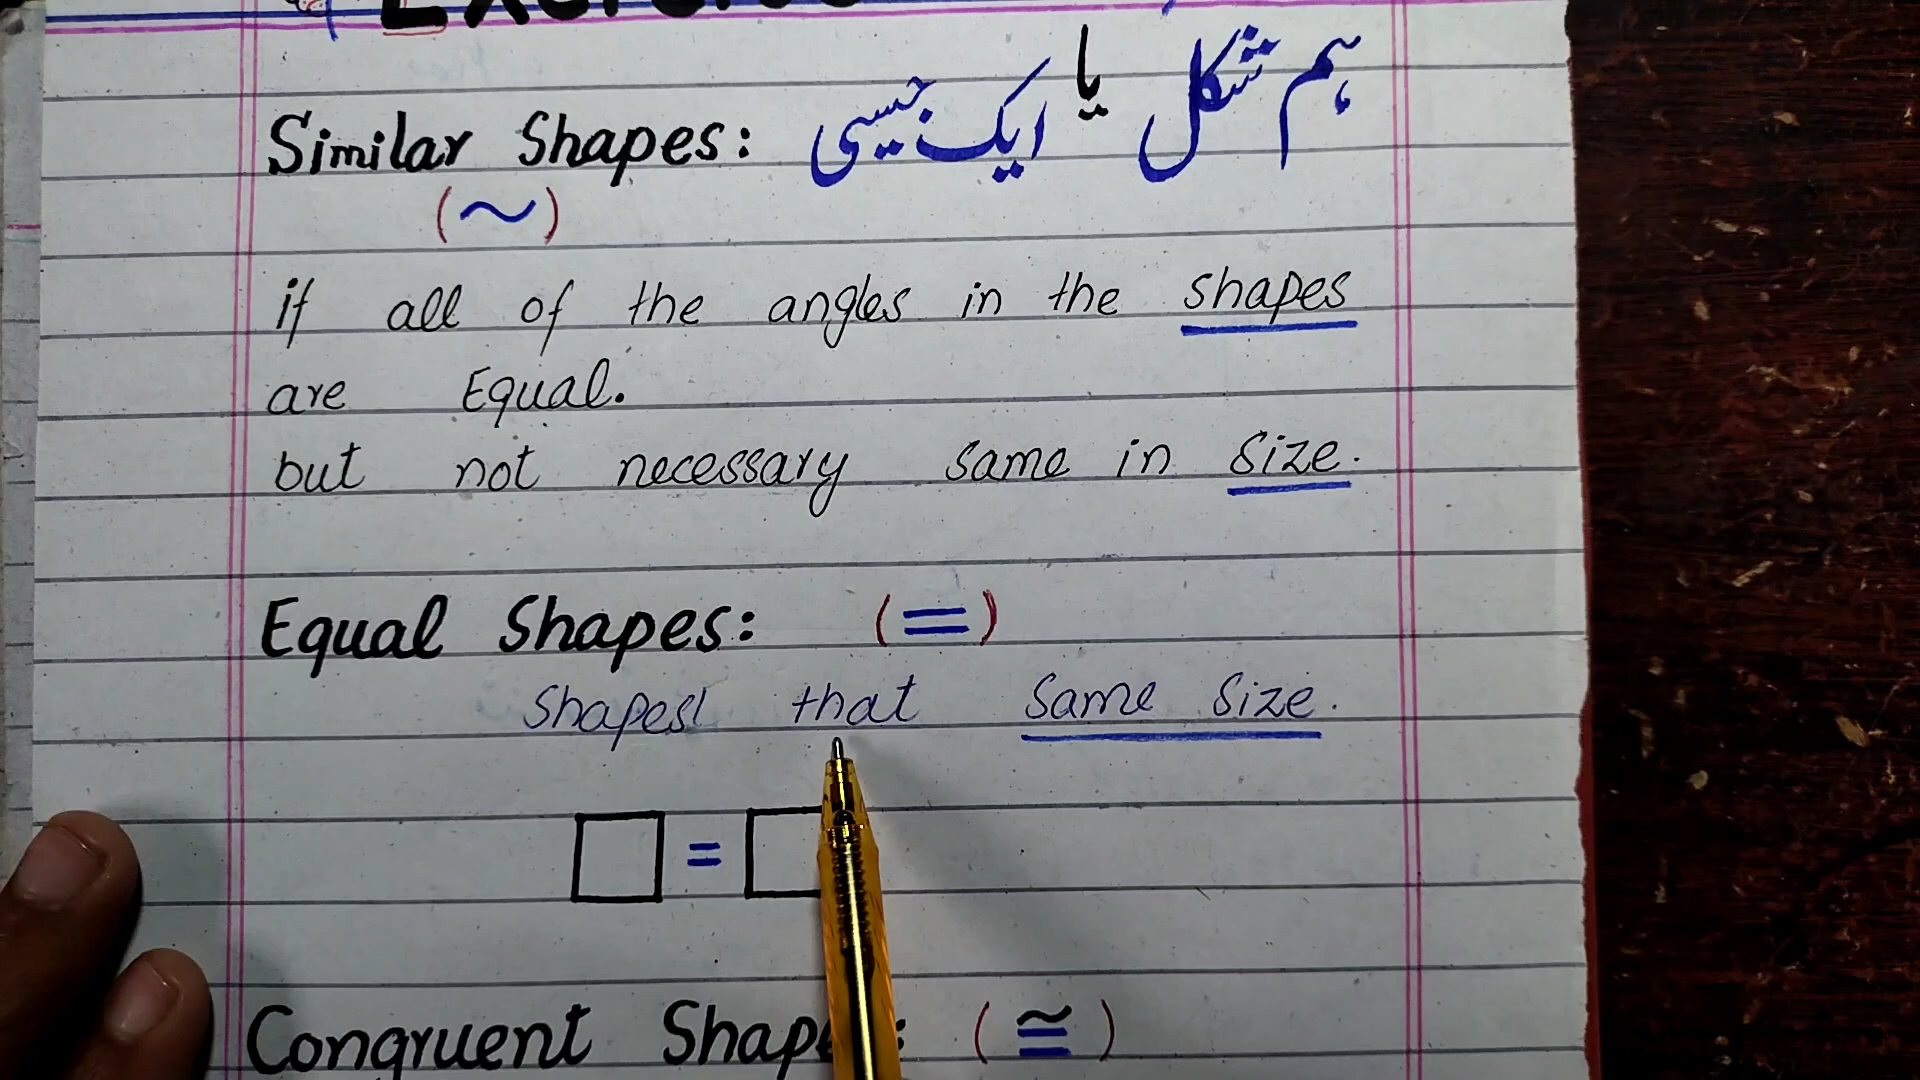 Similar Shapes: ہم شکل یا ایک جیسی
(~)
if all of the angles in the shapes
are Equal.
but not necessary same in size.
Equal Shapes: (=)
Shapes that same size.
=
Congruent Shape: (≅)